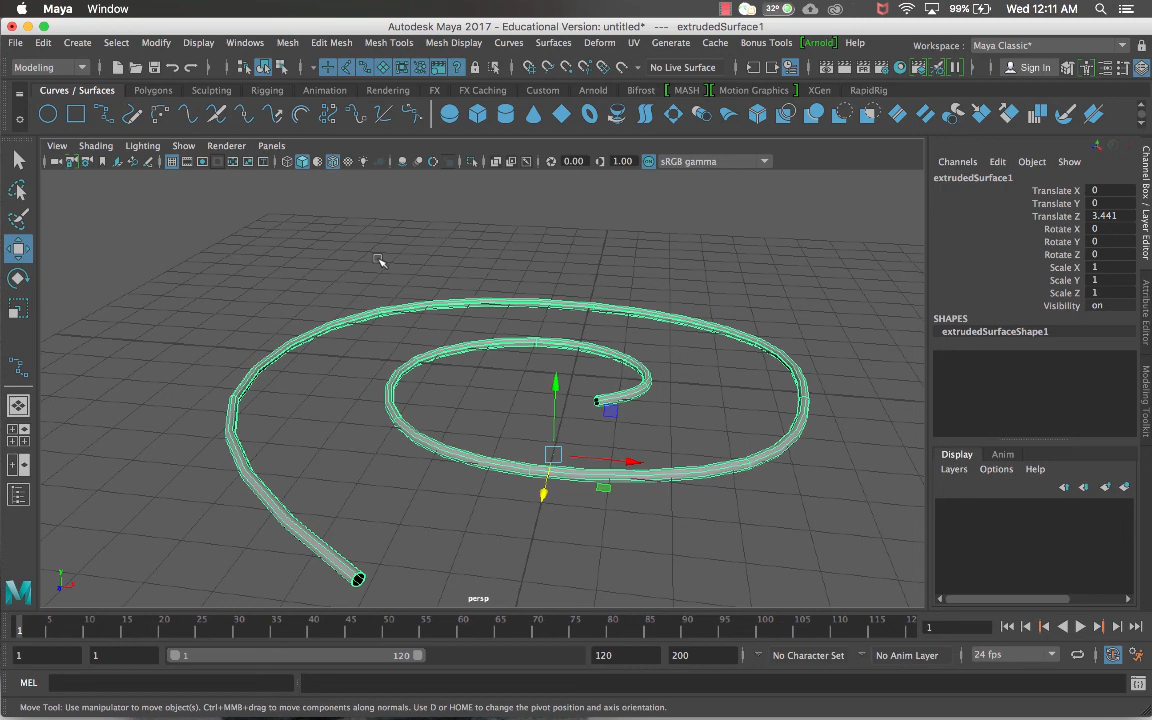 Maya Window 32° 99% Wed 12:11 AM
Autodesk Maya 2017 - Educational Version: untitled* --- extrudedSurface1
File Edit Create Select Modify Display Windows Mesh Edit Mesh Mesh Tools Mesh Display Curves Surfaces Deform UV Generate Cache Bonus Tools [Arnold] Help Workspace : Maya Classic*
Modeling No Live Surface Sign In
Curves / Surfaces Polygons Sculpting Rigging Animation Rendering FX FX Caching Custom Arnold Bifrost MASH Motion Graphics XGen RapidRig
View Shading Lighting Show Renderer Panels
0.00 1.00 sRGB gamma
Channels Edit Object Show
extrudedSurface1
Translate X 0
Translate Y 0
Translate Z 3.441
Rotate X 0
Rotate Y 0
Rotate Z 0
Scale X 1
Scale Y 1
Scale Z 1
Visibility on
SHAPES
extrudedSurfaceShape1
Display Anim
Layers Options Help
Channel Box / Layer Editor
Attribute Editor
Modeling Toolkit
persp
y
M
5 10 15 20 25 30 35 40 45 50 55 60 65 70 75 80 85 90 95 100 105 110 12
1 1
1 1 1 120 120 200 No Character Set No Anim Layer 24 fps
MEL
Move Tool: Use manipulator to move object(s). Ctrl+MMB+drag to move components along normals. Use D or HOME to change the pivot position and axis orientation.